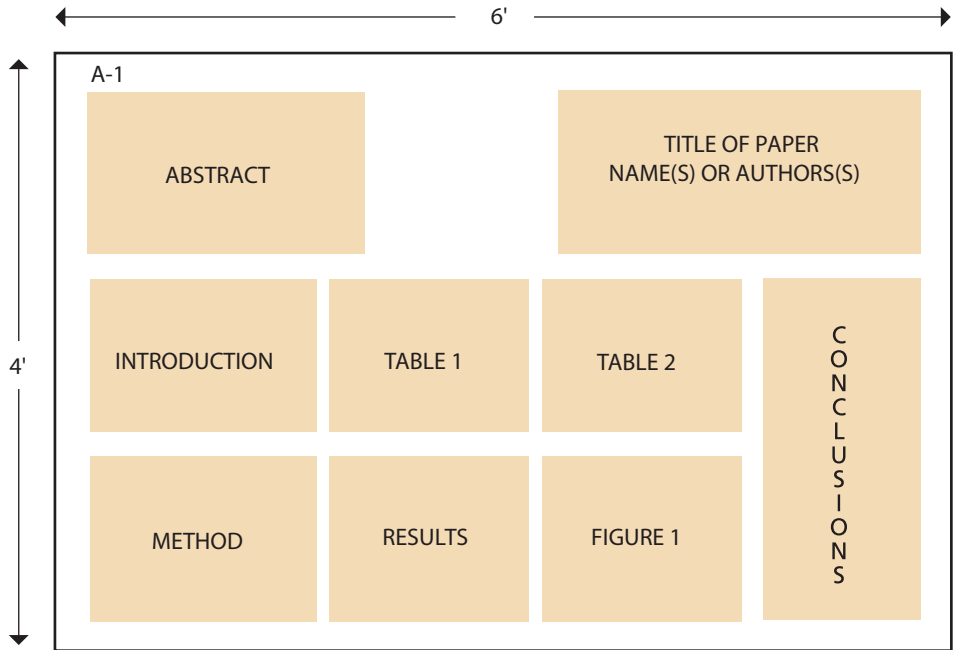 6'
A-1
ABSTRACT
TITLE OF PAPER
NAME(S) OR AUTHORS(S)
4'
INTRODUCTION
TABLE 1
TABLE 2
CONCLUSIONS
METHOD
RESULTS
FIGURE 1